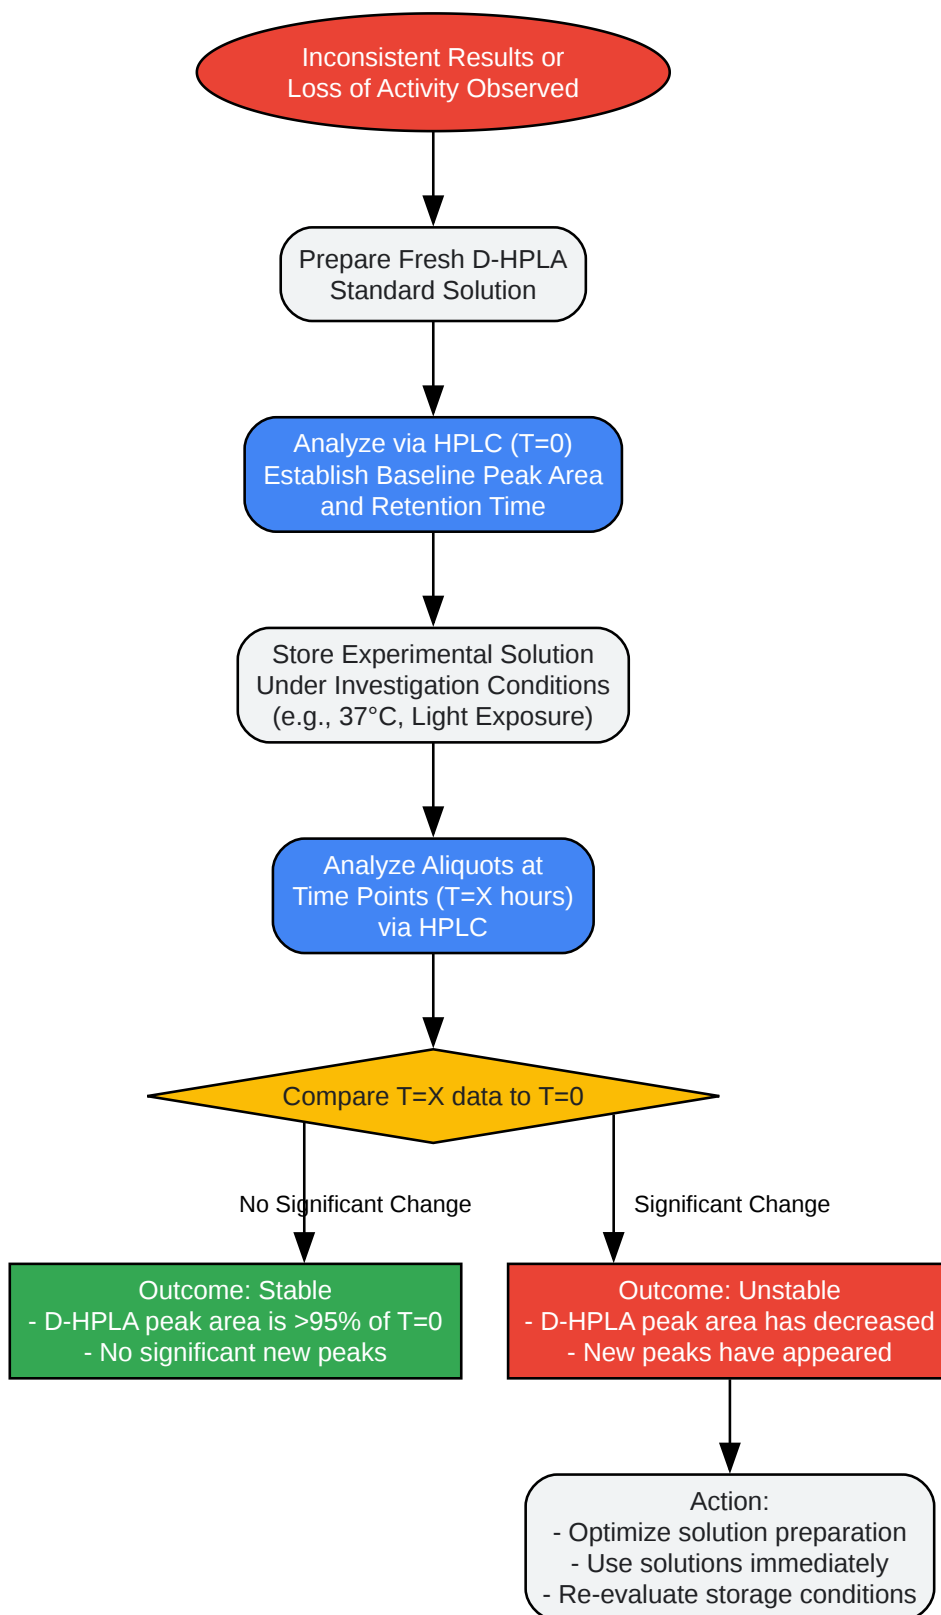 Inconsistent Results or
Loss of Activity Observed
Prepare Fresh D-HPLA
Standard Solution
Analyze via HPLC (T=0)
Establish Baseline Peak Area
and Retention Time
Store Experimental Solution
Under Investigation Conditions
(e.g., 37°C, Light Exposure)
Analyze Aliquots at
Time Points (T=X hours)
via HPLC
Compare T=X data to T=0
No Significant Change
Significant Change
Outcome: Stable
- D-HPLA peak area is >95% of T=0
- No significant new peaks
Outcome: Unstable
- D-HPLA peak area has decreased
- New peaks have appeared
Action:
- Optimize solution preparation
- Use solutions immediately
- Re-evaluate storage conditions